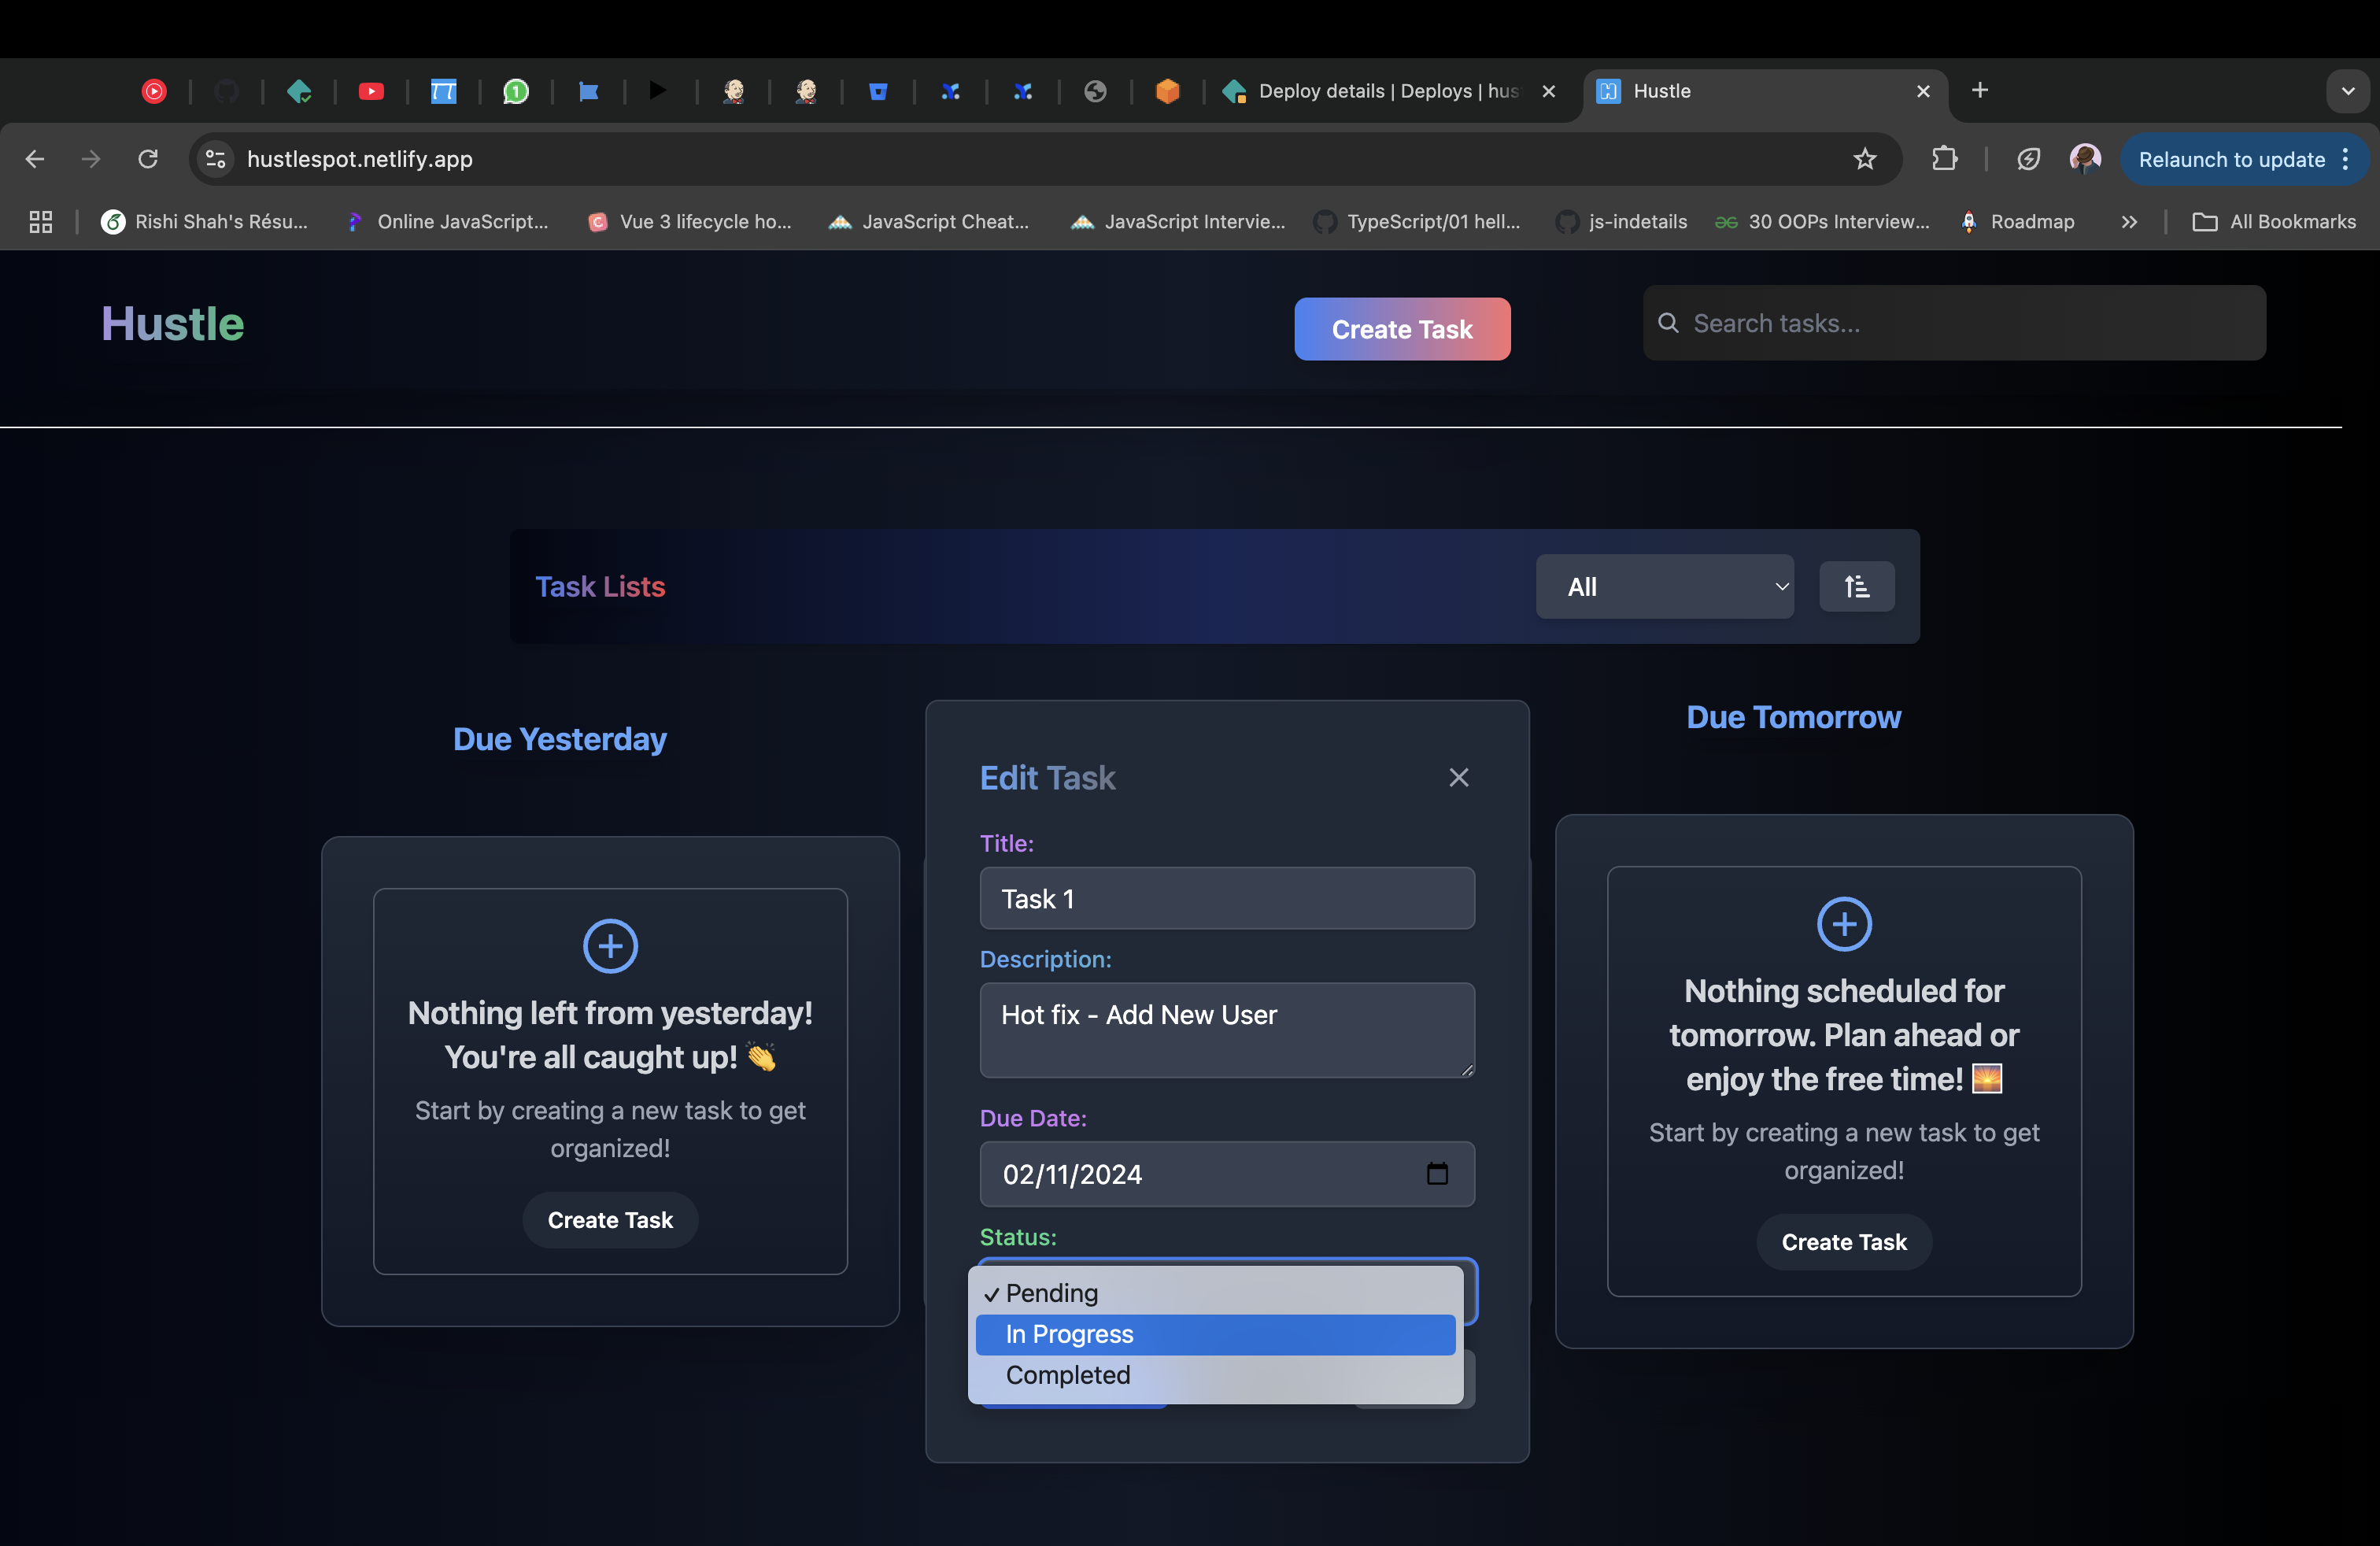 Deploy details | Deploys | hus
Hustle
hustlespot.netlify.app
Relaunch to update
Rishi Shah's Résu...
Online JavaScript...
Vue 3 lifecycle ho...
JavaScript Cheat...
JavaScript Intervie...
TypeScript/01 hell...
js-indetails
30 OOPs Interview...
Roadmap
All Bookmarks
Hustle
Create Task
Search tasks...
Task Lists
All
Due Yesterday
Nothing left from yesterday!
You're all caught up! 👏
Start by creating a new task to get
organized!
Create Task
Edit Task
Title:
Task 1
Description:
Hot fix - Add New User
Due Date:
02/11/2024
Status:
✓ Pending
In Progress
Completed
Due Tomorrow
Nothing scheduled for
tomorrow. Plan ahead or
enjoy the free time! 🌅
Start by creating a new task to get
organized!
Create Task